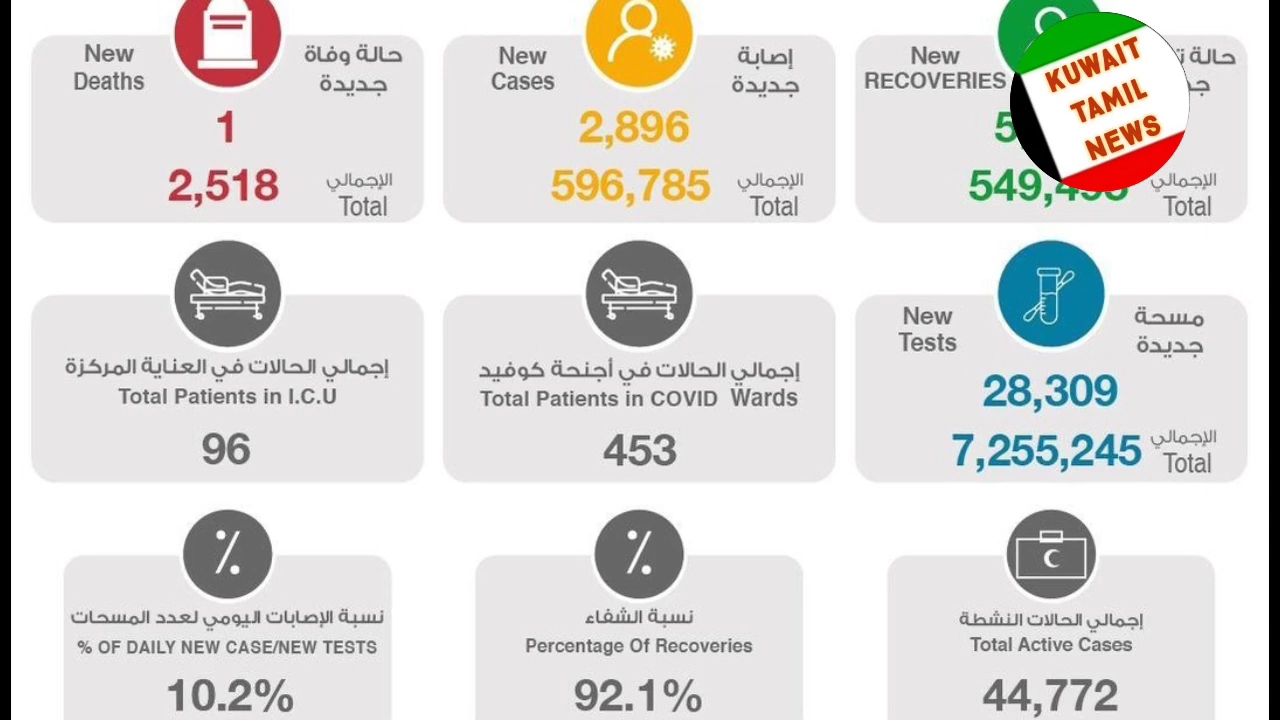 New
Deaths
حالة وفاة
جديدة
1
2,518
الإجمالي
Total
New
Cases
إصابة
جديدة
2,896
596,785
الإجمالي
Total
New
RECOVERIES
حالة
KUWAIT
TAMIL
NEWS
الإجمالي
Total
إجمالي الحالات في العناية المركزة
Total Patients in I.C.U
96
إجمالي الحالات في أجنحة كوفيد
Total Patients in COVID Wards
453
New
Tests
مسحة
جديدة
28,309
7,255,245
الإجمالي
Total
نسبة الإصابات اليومي لعدد المسحات
% OF DAILY NEW CASE/NEW TESTS
10.2%
نسبة الشفاء
Percentage Of Recoveries
92.1%
إجمالي الحالات النشطة
Total Active Cases
44,772